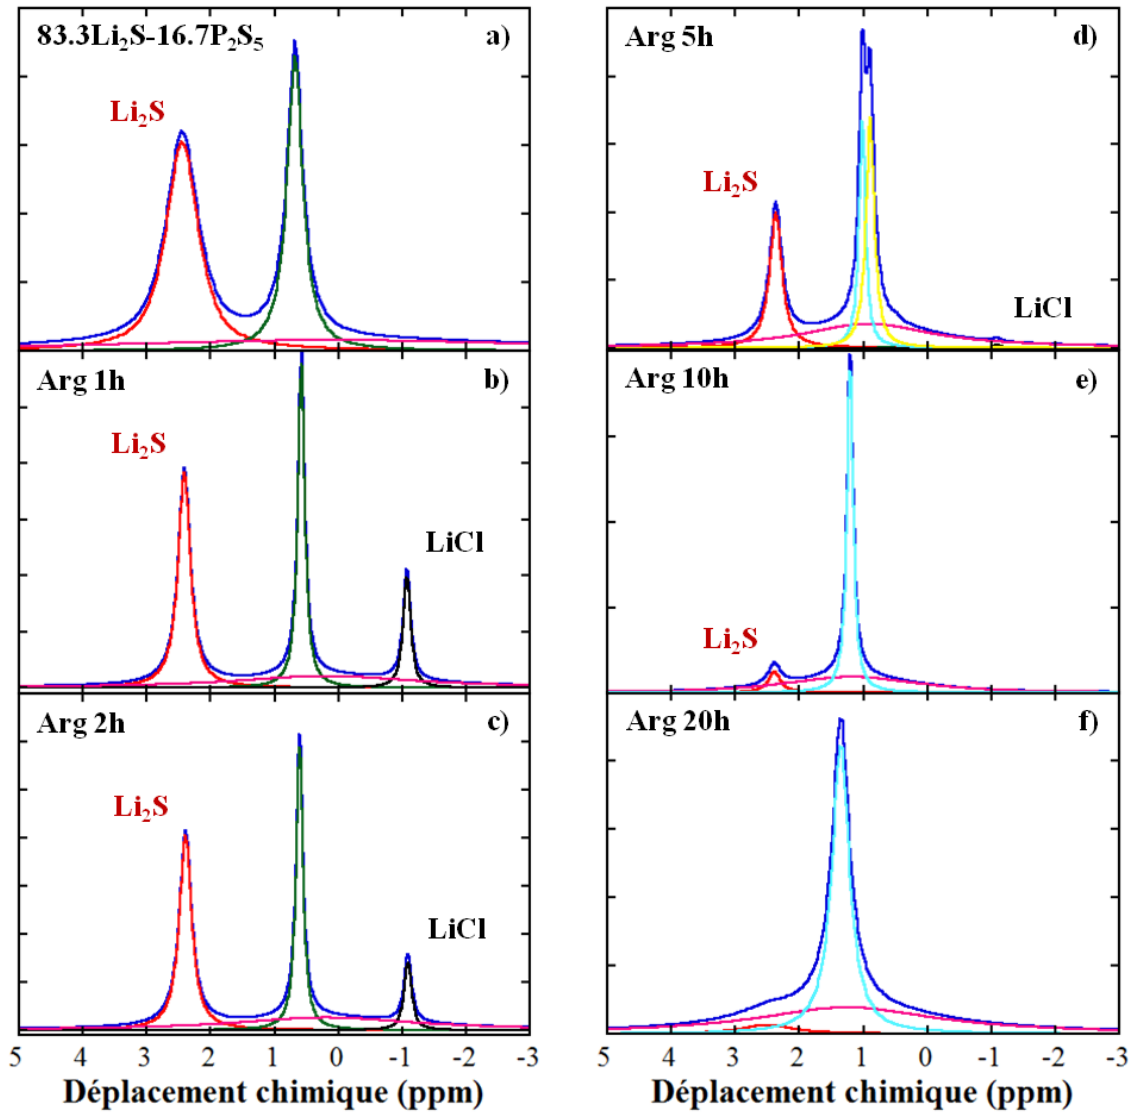 83.3Li₂S-16.7P₂S₅ a)
Li₂S
Arg 1h b)
Li₂S
LiCl
Arg 2h c)
Li₂S
LiCl
5 4 3 2 1 0 -1 -2 -3
Déplacement chimique (ppm)
Arg 5h d)
Li₂S
LiCl
Arg 10h e)
Li₂S
Arg 20h f)
5 4 3 2 1 0 -1 -2 -3
Déplacement chimique (ppm)